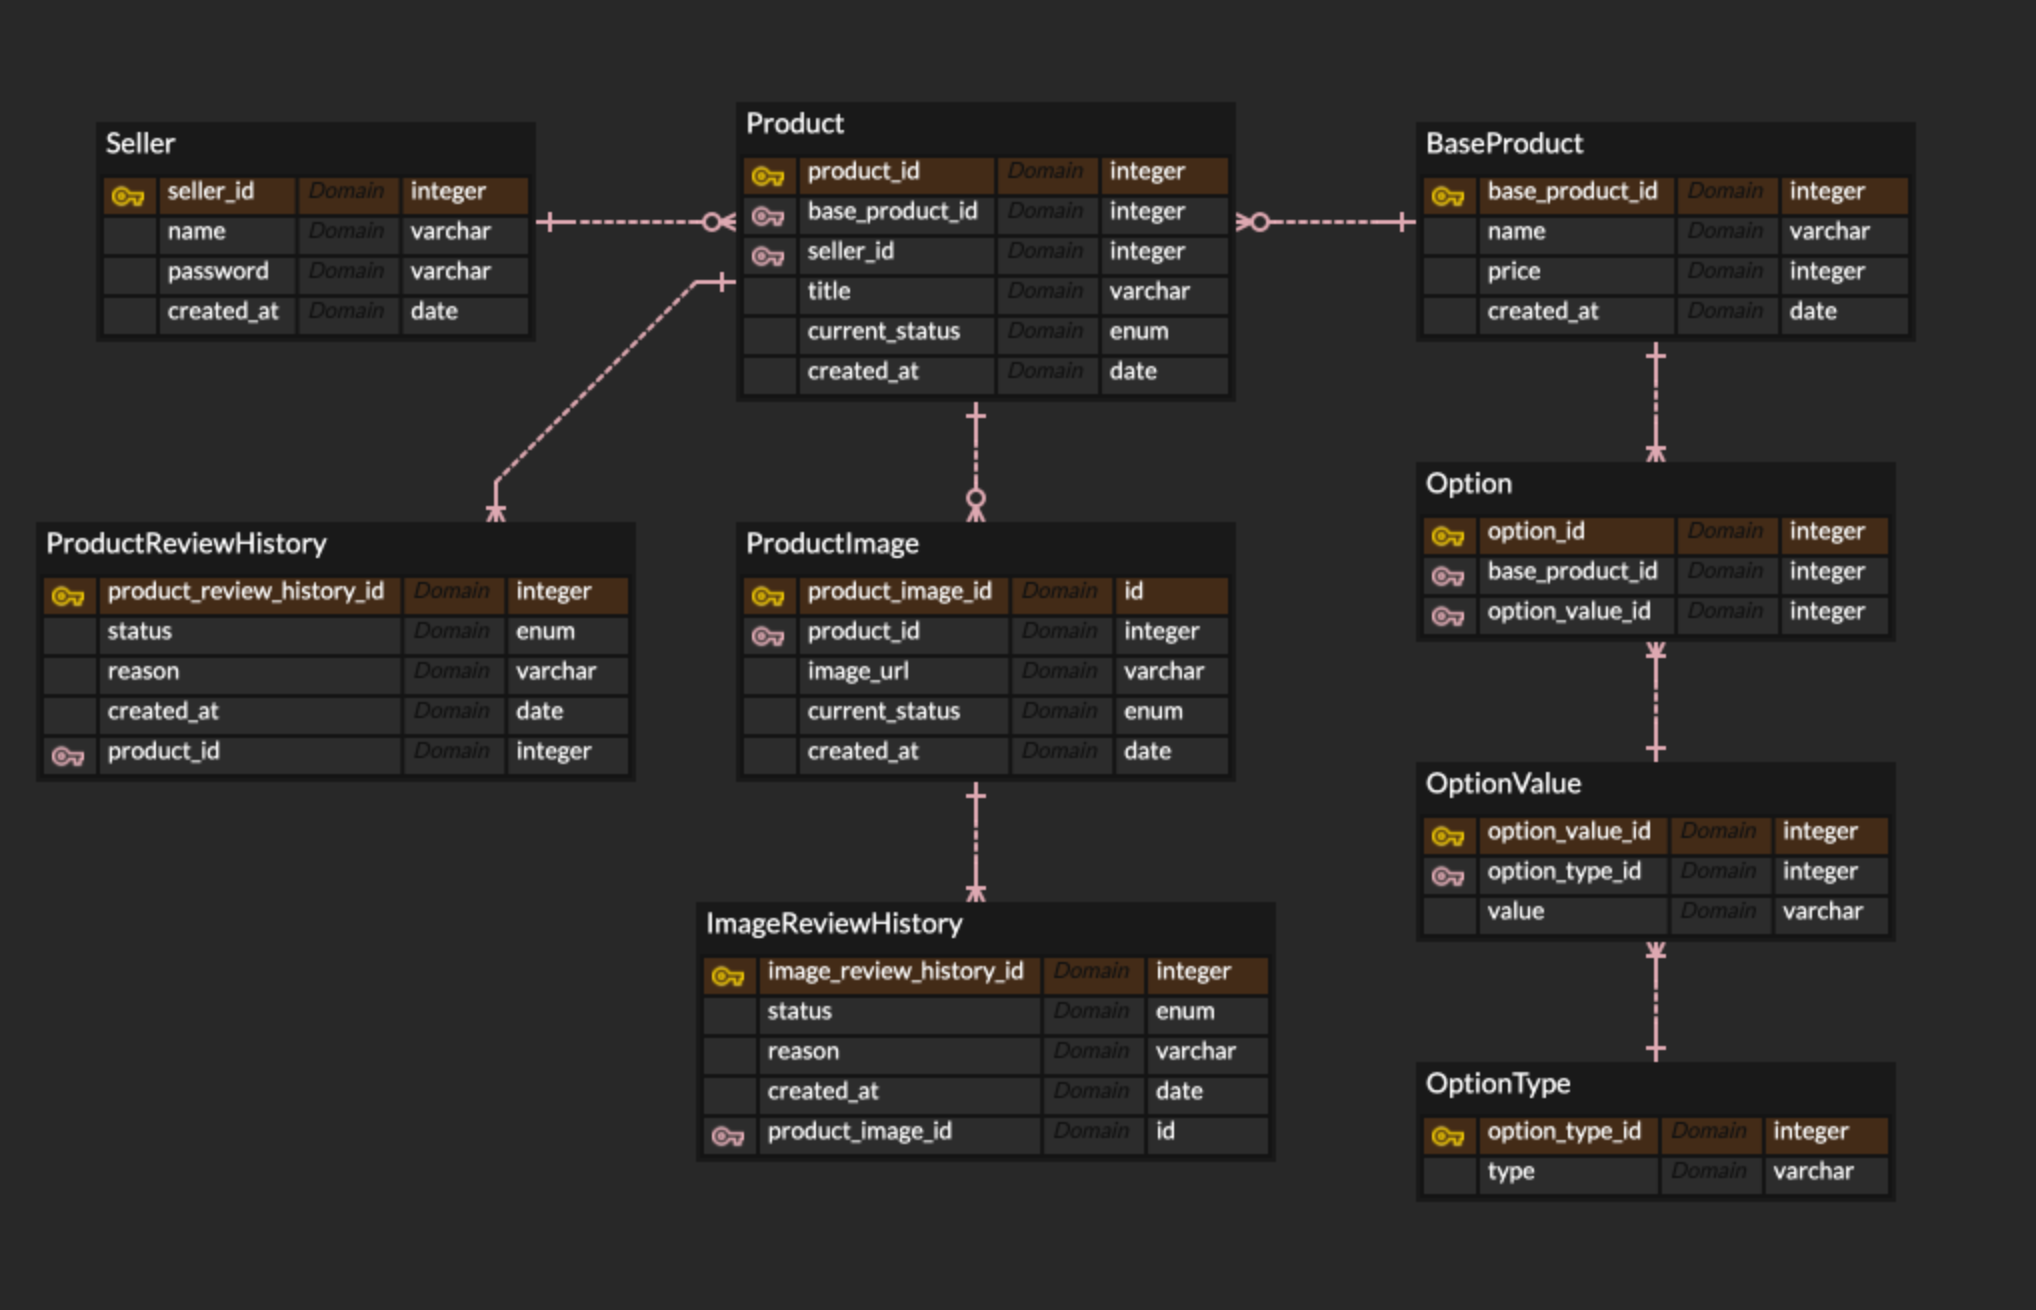 Seller
seller_id Domain integer
name Domain varchar
password Domain varchar
created_at Domain date
Product
product_id Domain integer
base_product_id Domain integer
seller_id Domain integer
title Domain varchar
current_status Domain enum
created_at Domain date
BaseProduct
base_product_id Domain integer
name Domain varchar
price Domain integer
created_at Domain date
ProductReviewHistory
product_review_history_id Domain integer
status Domain enum
reason Domain varchar
created_at Domain date
product_id Domain integer
ProductImage
product_image_id Domain id
product_id Domain integer
image_url Domain varchar
current_status Domain enum
created_at Domain date
Option
option_id Domain integer
base_product_id Domain integer
option_value_id Domain integer
ImageReviewHistory
image_review_history_id Domain integer
status Domain enum
reason Domain varchar
created_at Domain date
product_image_id Domain id
OptionValue
option_value_id Domain integer
option_type_id Domain integer
value Domain varchar
OptionType
option_type_id Domain integer
type Domain varchar